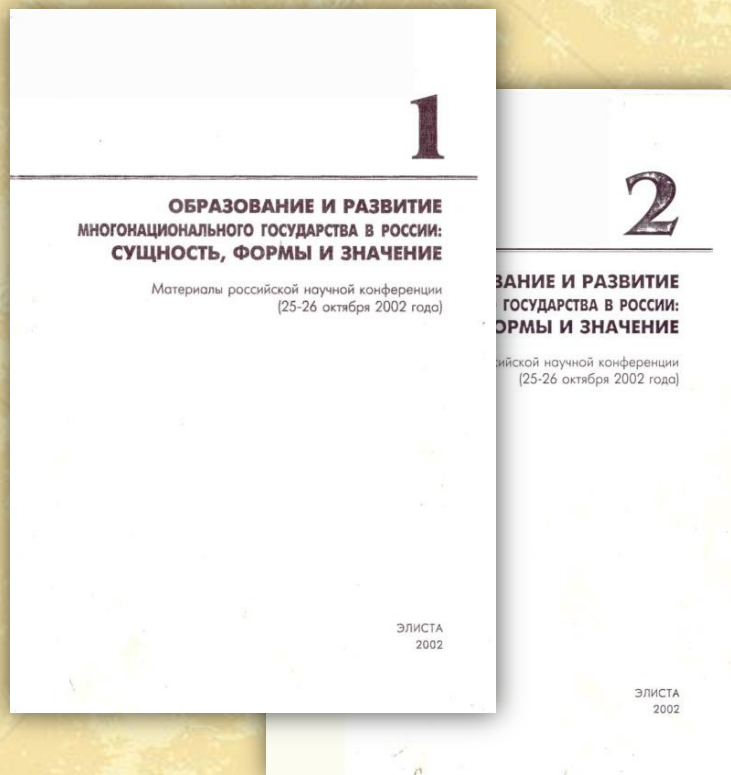 1
ОБРАЗОВАНИЕ И РАЗВИТИЕ
МНОГОНАЦИОНАЛЬНОГО ГОСУДАРСТВА В РОССИИ:
СУЩНОСТЬ, ФОРМЫ И ЗНАЧЕНИЕ
Материалы российской научной конференции
(25-26 октября 2002 года)
ЭЛИСТА
2002
2
ВАНИЕ И РАЗВИТИЕ
ГОСУДАРСТВА В РОССИИ:
ОРМЫ И ЗНАЧЕНИЕ
ийской научной конференции
(25-26 октября 2002 года)
ЭЛИСТА
2002